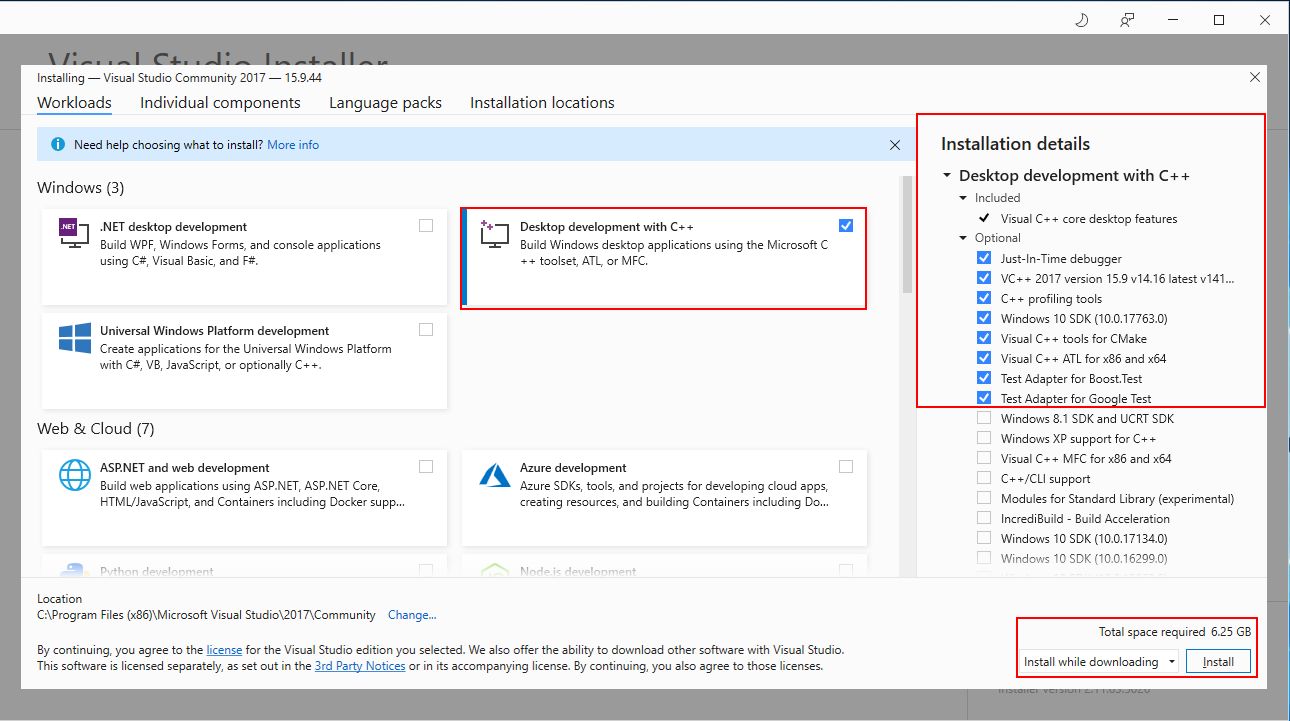 Visual Studio Installer
Installing — Visual Studio Community 2017 — 15.9.44
Workloads
Individual components
Language packs
Installation locations
Need help choosing what to install? More info
Windows (3)
.NET
.NET desktop development
Build WPF, Windows Forms, and console applications
using C#, Visual Basic, and F#.
Desktop development with C++
Build Windows desktop applications using the Microsoft C
++ toolset, ATL, or MFC.
Universal Windows Platform development
Create applications for the Universal Windows Platform
with C#, VB, JavaScript, or optionally C++.
Web & Cloud (7)
ASP.NET and web development
Build web applications using ASP.NET, ASP.NET Core,
HTML/JavaScript, and Containers including Docker supp...
Azure development
Azure SDKs, tools, and projects for developing cloud apps,
creating resources, and building Containers including Do...
Python development
Node.js development
Installation details
Desktop development with C++
Included
Visual C++ core desktop features
Optional
Just-In-Time debugger
VC++ 2017 version 15.9 v14.16 latest v141...
C++ profiling tools
Windows 10 SDK (10.0.17763.0)
Visual C++ tools for CMake
Visual C++ ATL for x86 and x64
Test Adapter for Boost.Test
Test Adapter for Google Test
Windows 8.1 SDK and UCRT SDK
Windows XP support for C++
Visual C++ MFC for x86 and x64
C++/CLI support
Modules for Standard Library (experimental)
IncrediBuild - Build Acceleration
Windows 10 SDK (10.0.17134.0)
Windows 10 SDK (10.0.16299.0)
Location
C:\Program Files (x86)\Microsoft Visual Studio\2017\Community Change...
By continuing, you agree to the license for the Visual Studio edition you selected. We also offer the ability to download other software with Visual Studio.
This software is licensed separately, as set out in the 3rd Party Notices or in its accompanying license. By continuing, you also agree to those licenses.
Total space required 6.25 GB
Install while downloading
Install